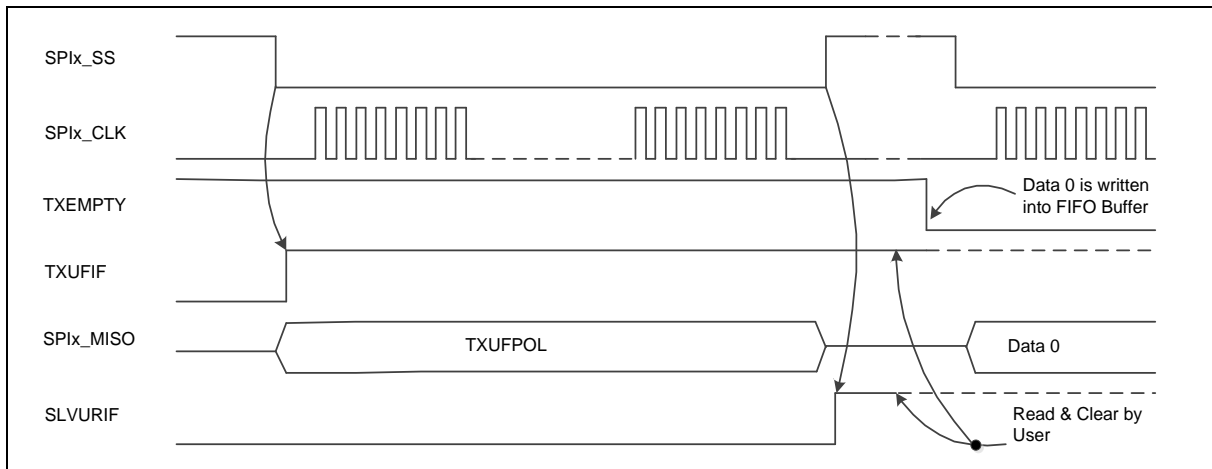 SPIx_SS
SPIx_CLK
TXEMPTY
Data 0 is written
into FIFO Buffer
TXUFIF
SPIx_MISO
TXUFPOL
Data 0
SLVURIF
Read & Clear by
User